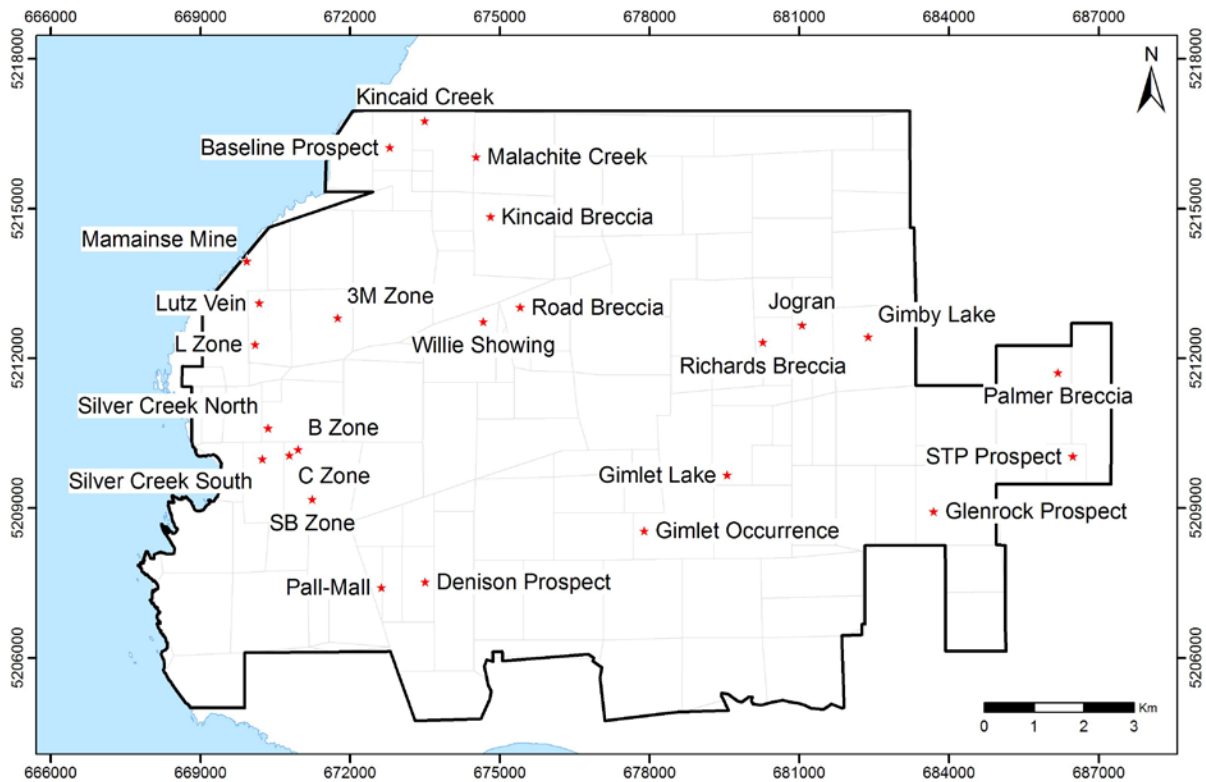 666000 669000 672000 675000 678000 681000 684000 687000
5218000 5218000
N
Kincaid Creek
Baseline Prospect
Malachite Creek
5215000 5215000
Kincaid Breccia
Mamainse Mine
Lutz Vein
3M Zone
Road Breccia
Jogran
Gimby Lake
L Zone
Willie Showing
Richards Breccia
5212000 5212000
Palmer Breccia
Silver Creek North
B Zone
STP Prospect
Silver Creek South
C Zone
Gimlet Lake
SB Zone
5209000 5209000
Glenrock Prospect
Gimlet Occurrence
Pall-Mall
Denison Prospect
5206000 5206000
Km
0 1 2 3
666000 669000 672000 675000 678000 681000 684000 687000